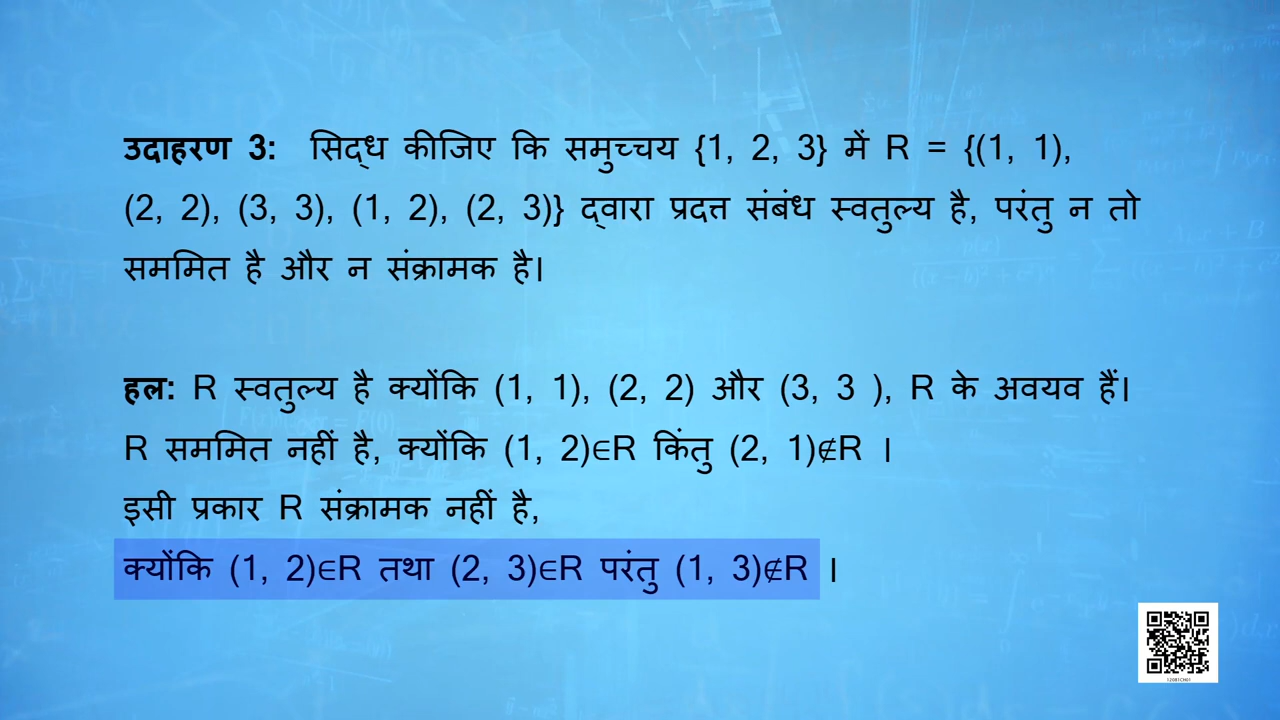 उदाहरण 3: सिद्ध कीजिए कि समुच्चय {1, 2, 3} में R = {(1, 1),
(2, 2), (3, 3), (1, 2), (2, 3)} द्वारा प्रदत्त संबंध स्वतुल्य है, परंतु न तो
सममित है और न संक्रामक है।
हल: R स्वतुल्य है क्योंकि (1, 1), (2, 2) और (3, 3 ), R के अवयव हैं।
R सममित नहीं है, क्योंकि (1, 2)∈R किंतु (2, 1)∉R ।
इसी प्रकार R संक्रामक नहीं है,
क्योंकि (1, 2)∈R तथा (2, 3)∈R परंतु (1, 3)∉R ।
12083CH01